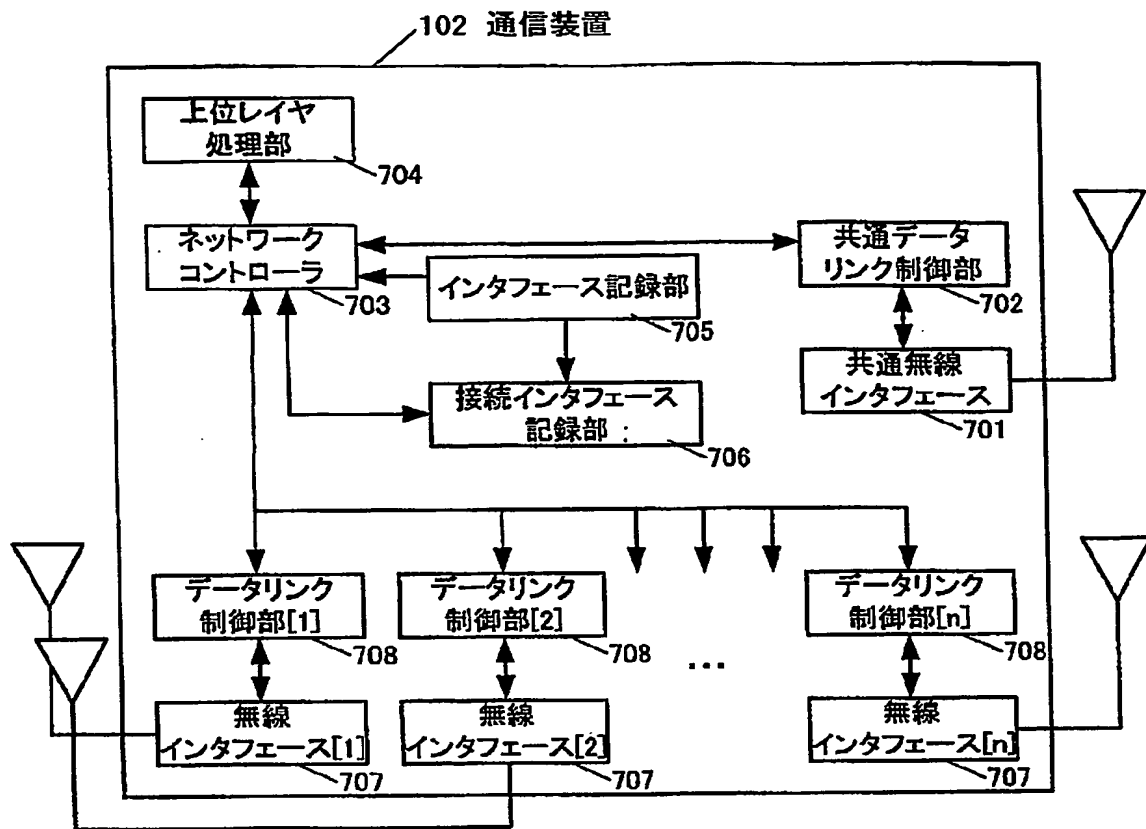 102 通信装置
上位レイヤ
処理部
704
ネットワーク
コントローラ
703
インタフェース記録部
705
共通データ
リンク制御部
702
共通無線
インタフェース
701
接続インタフェース
記録部
706
データリンク
制御部[1]
708
データリンク
制御部[2]
708
...
データリンク
制御部[n]
708
無線
インタフェース[1]
707
無線
インタフェース[2]
707
無線
インタフェース[n]
707